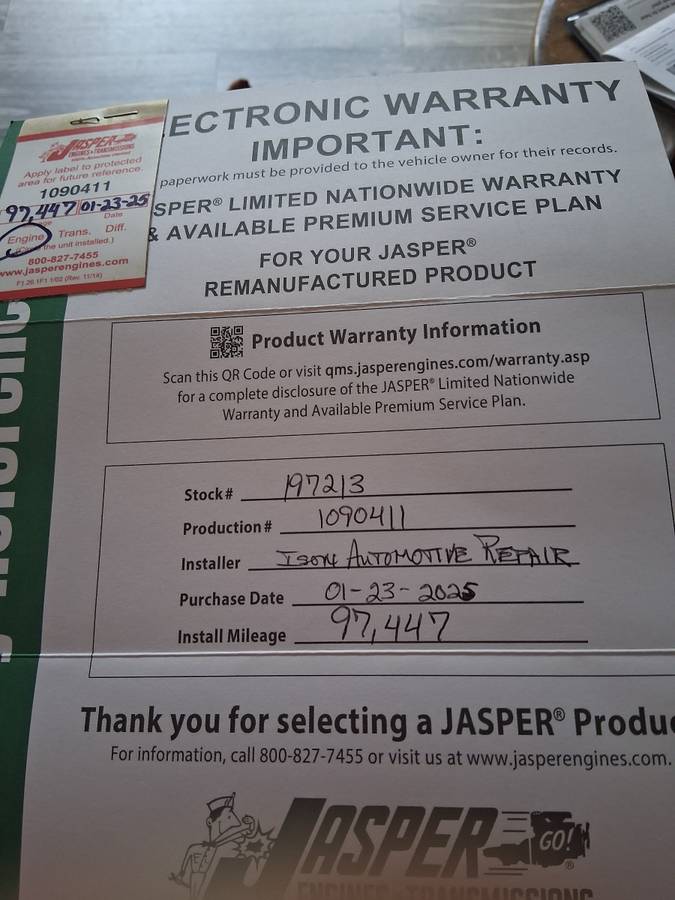 JASPER
ENGINES & TRANSMISSIONS
Apply label to protected
area for future reference.
1090411
97,447 01-23-25
Date
Engine Trans. Diff.
the unit installed.)
800-827-7455
www.jasperengines.com
ECTRONIC WARRANTY
IMPORTANT:
paperwork must be provided to the vehicle owner for their records.
SPER® LIMITED NATIONWIDE WARRANTY
& AVAILABLE PREMIUM SERVICE PLAN
FOR YOUR JASPER®
REMANUFACTURED PRODUCT
Product Warranty Information
Scan this QR Code or visit qms.jasperengines.com/warranty.asp
for a complete disclosure of the JASPER® Limited Nationwide
Warranty and Available Premium Service Plan.
Stock# 197213
Production# 1090411
Installer Ison Automotive Repair
Purchase Date 01-23-2025
Install Mileage 97,447
Thank you for selecting a JASPER® Produ
For information, call 800-827-7455 or visit us at www.jasperengines.com.
JASPER GO!®
ENGINES TRANSMISSIONS